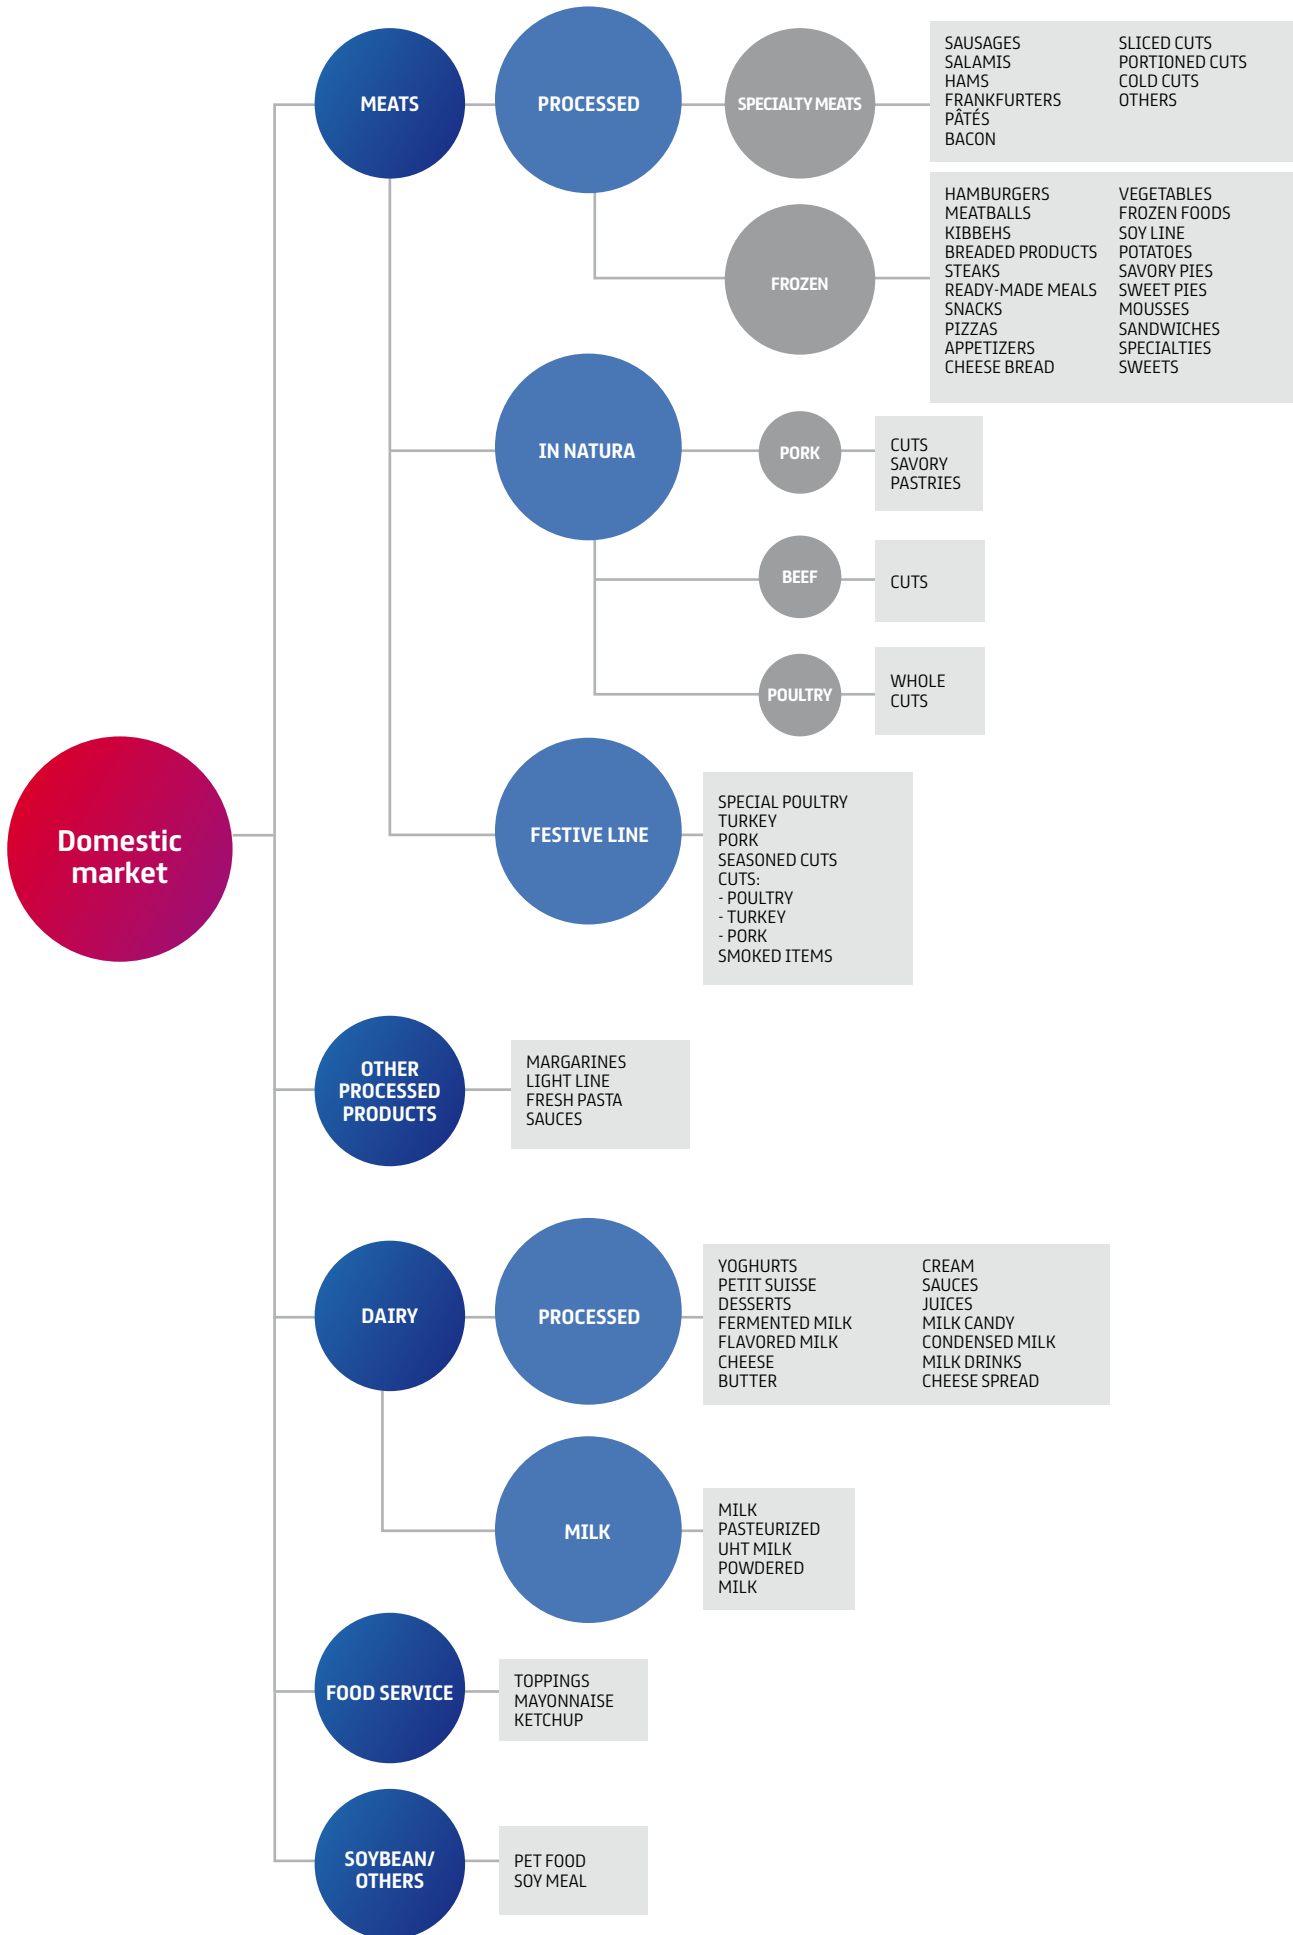 MEATS
PROCESSED
SPECIALTY MEATS
SAUSAGES
SALAMIS
HAMS
FRANKFURTERS
PÂTÉS
BACON
SLICED CUTS
PORTIONED CUTS
COLD CUTS
OTHERS
FROZEN
HAMBURGERS
MEATBALLS
KIBBEHS
BREADED PRODUCTS
STEAKS
READY-MADE MEALS
SNACKS
PIZZAS
APPETIZERS
CHEESE BREAD
VEGETABLES
FROZEN FOODS
SOY LINE
POTATOES
SAVORY PIES
SWEET PIES
MOUSSES
SANDWICHES
SPECIALTIES
SWEETS
IN NATURA
PORK
CUTS
SAVORY
PASTRIES
BEEF
CUTS
POULTRY
WHOLE
CUTS
Domestic
market
FESTIVE LINE
SPECIAL POULTRY
TURKEY
PORK
SEASONED CUTS
CUTS:
- POULTRY
- TURKEY
- PORK
SMOKED ITEMS
OTHER
PROCESSED
PRODUCTS
MARGARINES
LIGHT LINE
FRESH PASTA
SAUCES
DAIRY
PROCESSED
YOGHURTS
PETIT SUISSE
DESSERTS
FERMENTED MILK
FLAVORED MILK
CHEESE
BUTTER
CREAM
SAUCES
JUICES
MILK CANDY
CONDENSED MILK
MILK DRINKS
CHEESE SPREAD
MILK
MILK
PASTEURIZED
UHT MILK
POWDERED
MILK
FOOD SERVICE
TOPPINGS
MAYONNAISE
KETCHUP
SOYBEAN/
OTHERS
PET FOOD
SOY MEAL